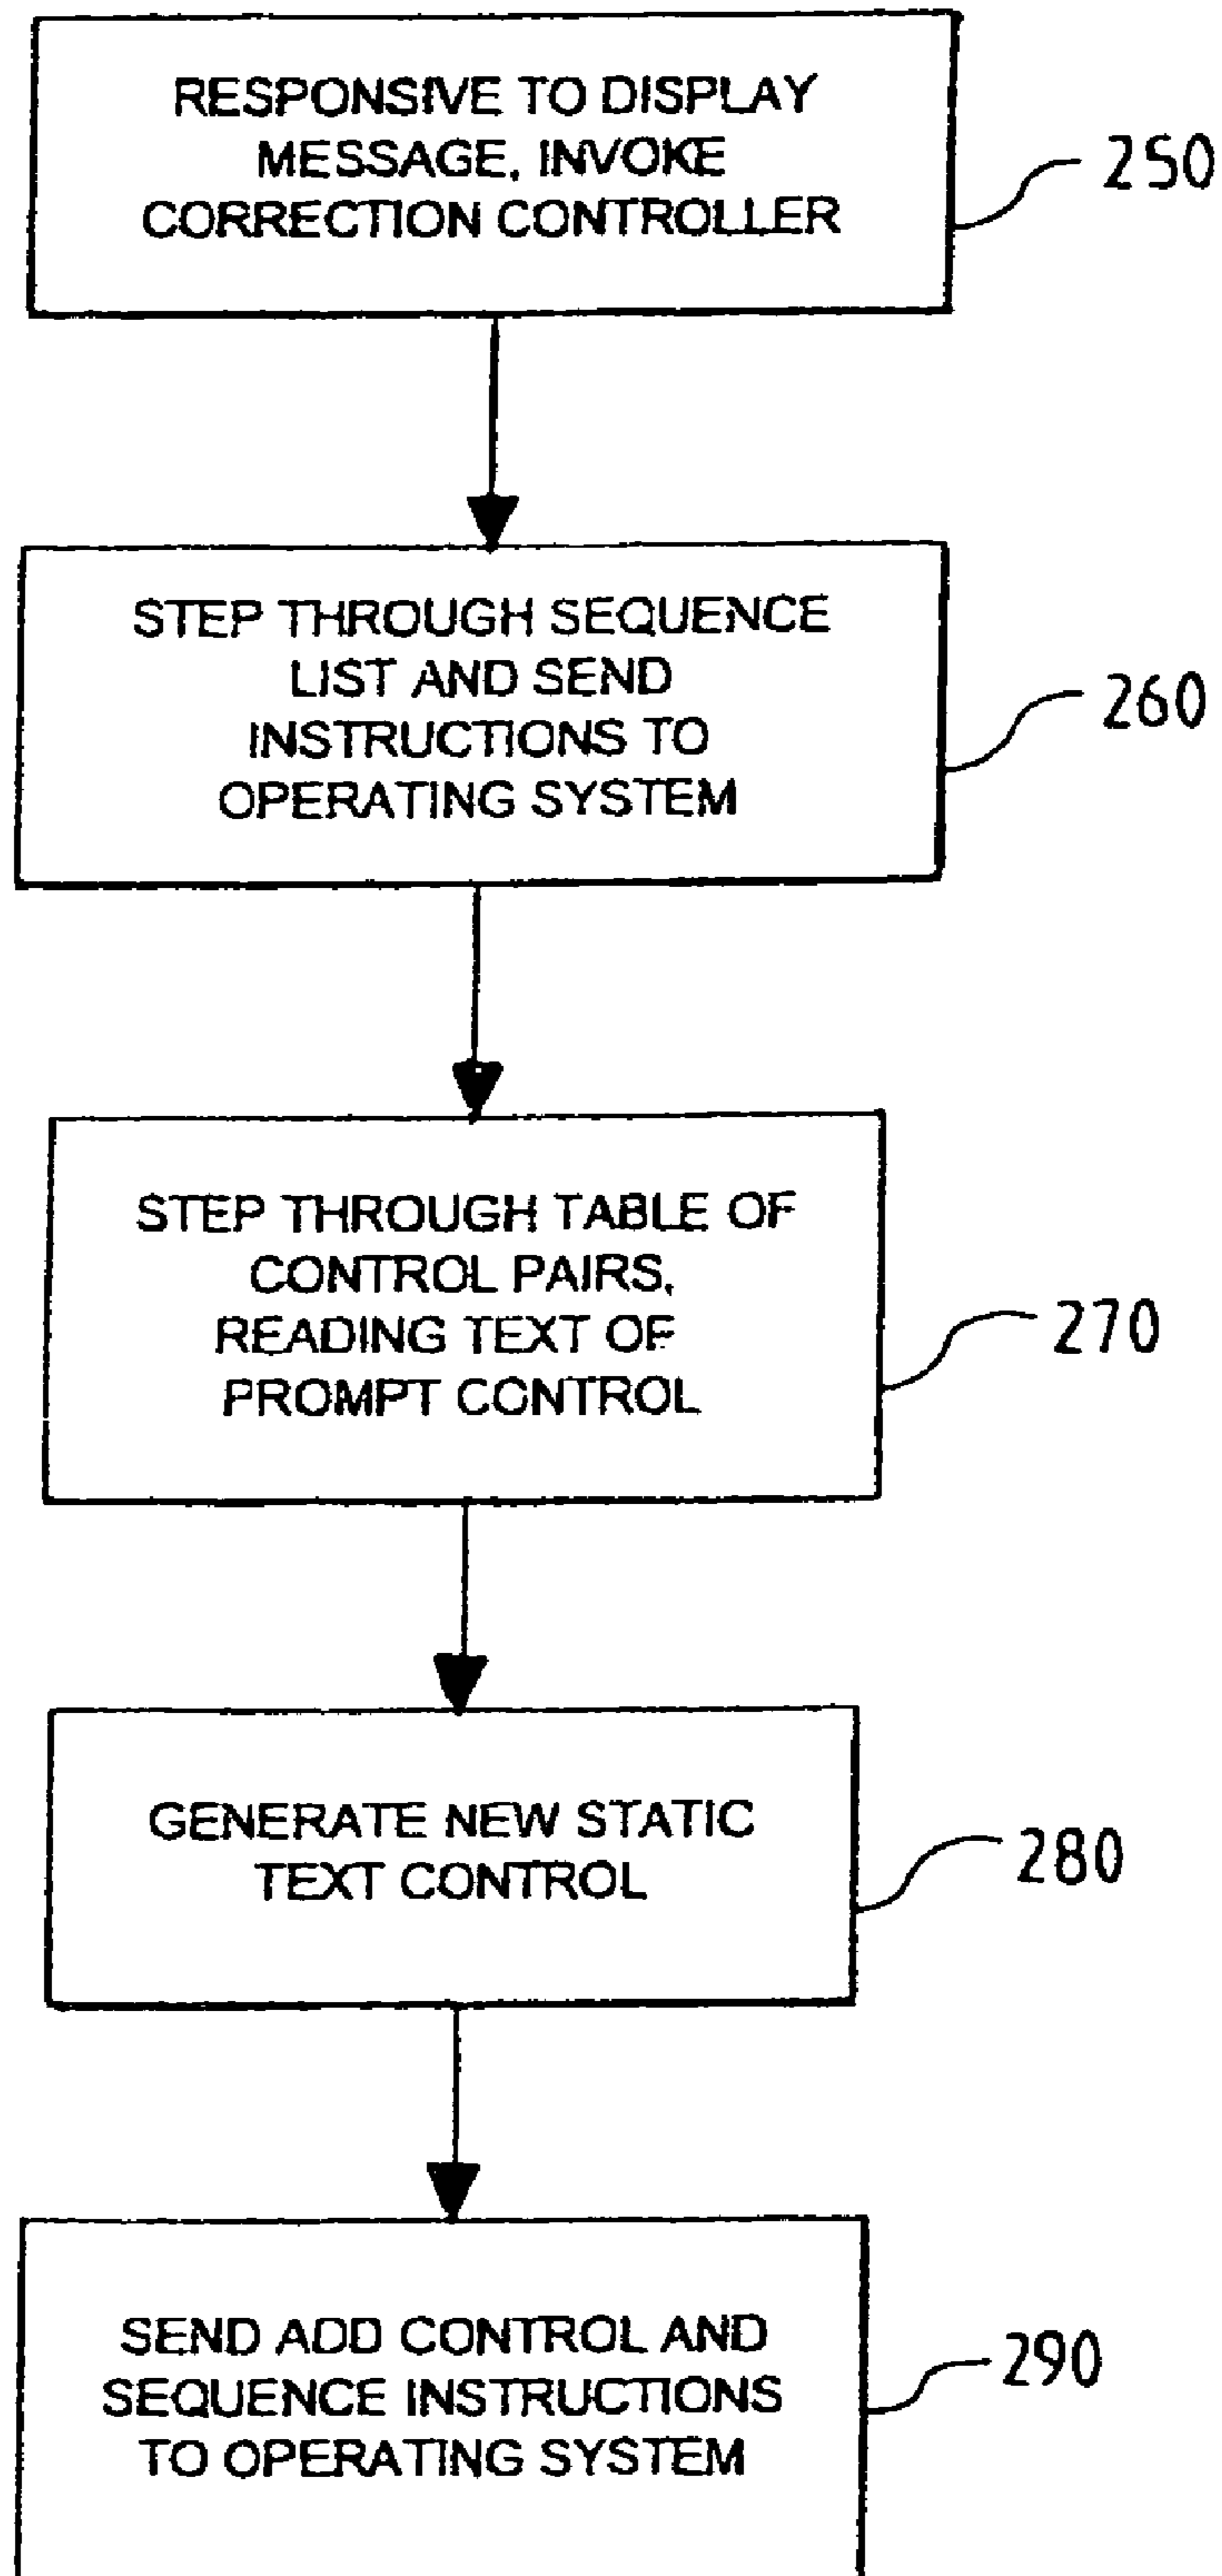 RESPONSIVE TO DISPLAY
MESSAGE, INVOKE
CORRECTION CONTROLLER
250
STEP THROUGH SEQUENCE
LIST AND SEND
INSTRUCTIONS TO
OPERATING SYSTEM
260
STEP THROUGH TABLE OF
CONTROL PAIRS,
READING TEXT OF
PROMPT CONTROL
270
GENERATE NEW STATIC
TEXT CONTROL
280
SEND ADD CONTROL AND
SEQUENCE INSTRUCTIONS
TO OPERATING SYSTEM
290